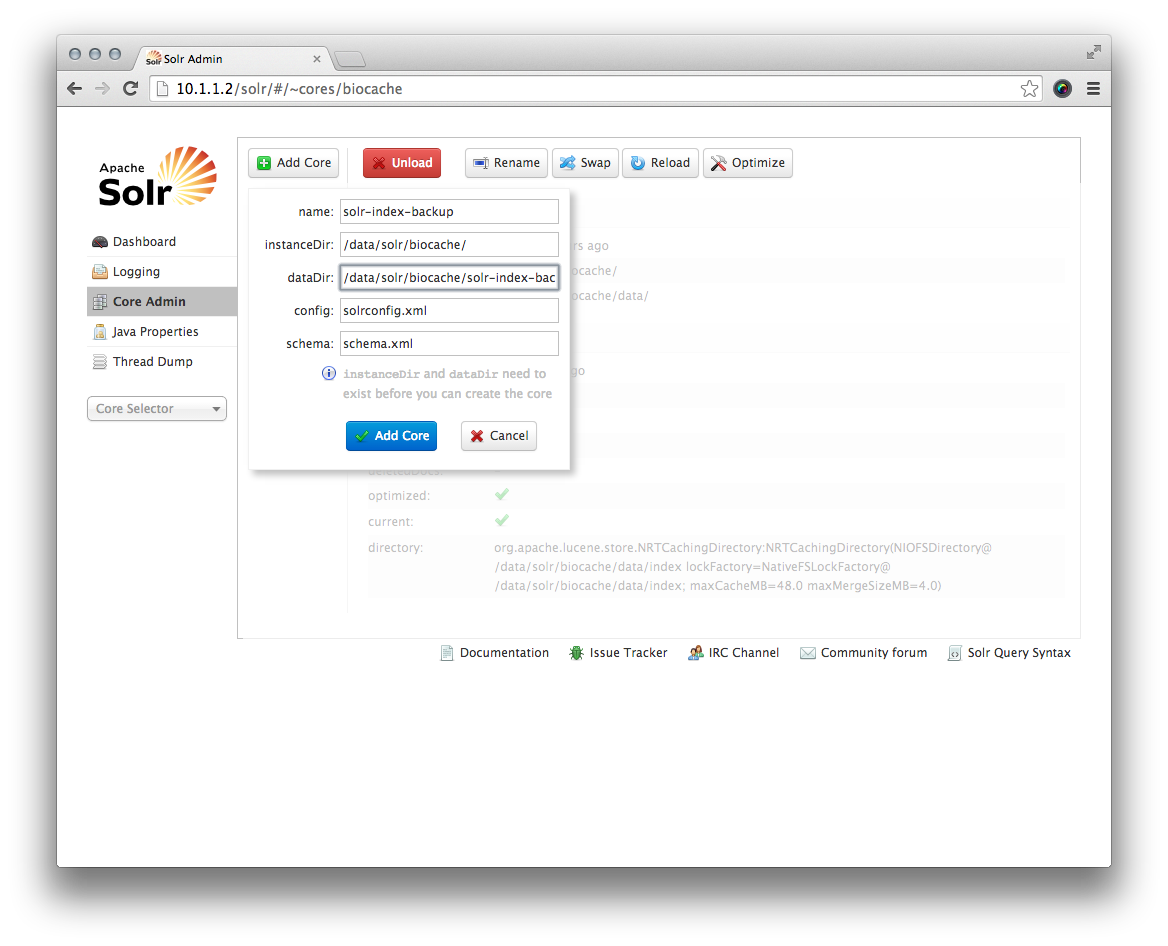 Solr Admin
10.1.1.2/solr/#/~cores/biocache
Apache
Solr
Dashboard
Logging
Core Admin
Java Properties
Thread Dump
Core Selector
Add Core
Unload
Rename
Swap
Reload
Optimize
name: solr-index-backup
instanceDir: /data/solr/biocache/
dataDir: /data/solr/biocache/solr-index-bac
config: solrconfig.xml
schema: schema.xml
instanceDir and dataDir need to
exist before you can create the core
Add Core
Cancel
rs ago
ocache/
ocache/data/
go
optimized:
current:
directory: org.apache.lucene.store.NRTCachingDirectory:NRTCachingDirectory(NIOFSDirectory@
/data/solr/biocache/data/index lockFactory=NativeFSLockFactory@
/data/solr/biocache/data/index; maxCacheMB=48.0 maxMergeSizeMB=4.0)
Documentation
Issue Tracker
IRC Channel
Community forum
Solr Query Syntax